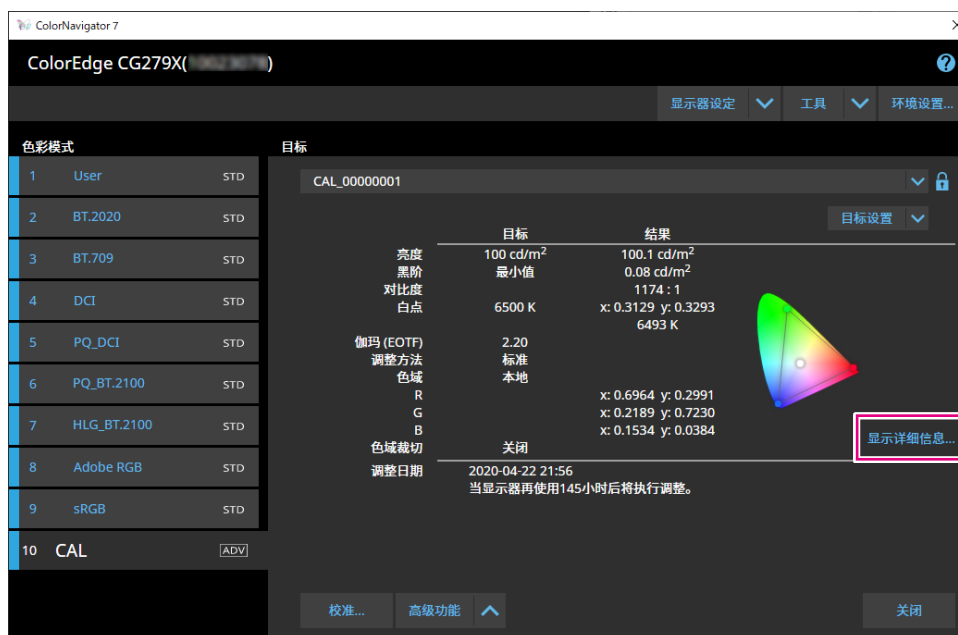 ColorNavigator 7
ColorEdge CG279X( )
显示器设定 工具 环境设置...
色彩模式
1 User STD
2 BT.2020 STD
3 BT.709 STD
4 DCI STD
5 PQ_DCI STD
6 PQ_BT.2100 STD
7 HLG_BT.2100 STD
8 Adobe RGB STD
9 sRGB STD
10 CAL ADV
目标
CAL_00000001
目标设置
目标 结果
亮度 100 cd/m² 100.1 cd/m²
黑阶 最小值 0.08 cd/m²
对比度 1174 : 1
白点 6500 K x: 0.3129 y: 0.3293
6493 K
伽玛 (EOTF) 2.20
调整方法 标准
色域 本地
R x: 0.6964 y: 0.2991
G x: 0.2189 y: 0.7230
B x: 0.1534 y: 0.0384
色域裁切 关闭
显示详细信息...
调整日期 2020-04-22 21:56
当显示器再使用145小时后将执行调整。
校准... 高级功能 关闭